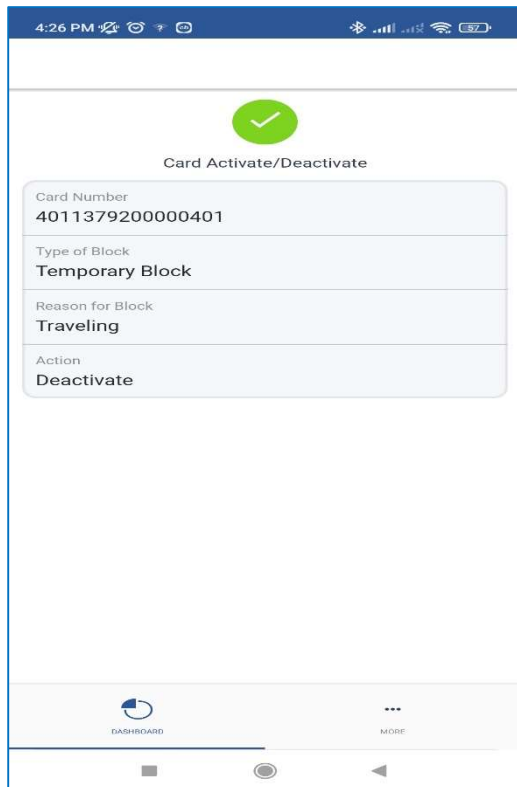 4:26 PM
57
Card Activate/Deactivate
Card Number
4011379200000401
Type of Block
Temporary Block
Reason for Block
Traveling
Action
Deactivate
DASHBOARD
MORE